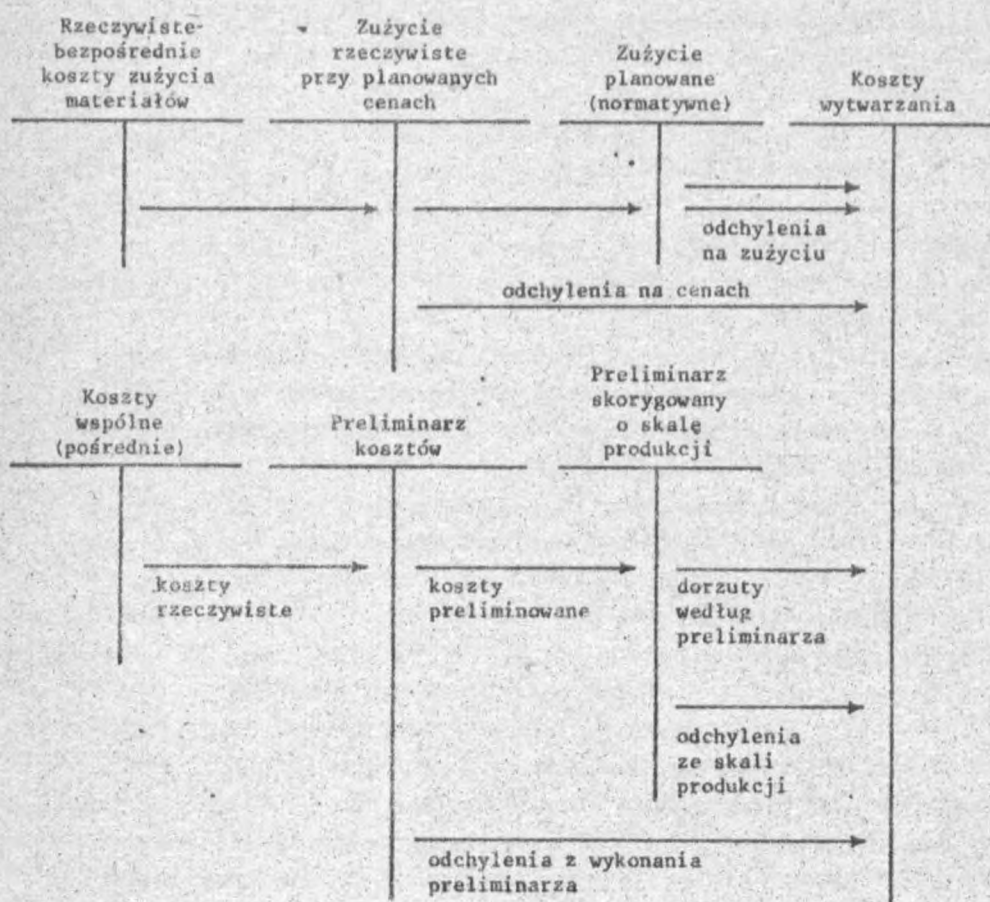 Rzeczywiste-
bezpośrednie
koszty zużycia
materiałów
Zużycie
rzeczywiste
przy planowanych
cenach
Zużycie
planowane
(normatywne)
Koszty
wytwarzania
odchylenia
na zużyciu
odchylenia na cenach
Koszty
wspólne
(pośrednie)
Preliminarz
kosztów
Preliminarz
skorygowany
o skalę
produkcji
koszty
rzeczywiste
koszty
preliminowane
dorzuty
według
preliminarza
odchylenia
ze skali
produkcji
odchylenia z wykonania
preliminarza